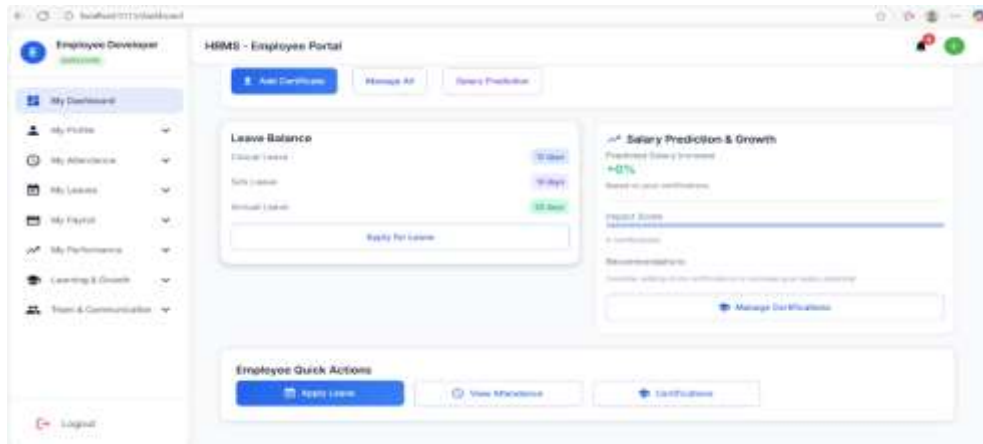 Employee Developer
HRMS - Employee Portal
Add Certificate
Manage All
Salary Prediction
My Dashboard
My Profile
My Attendance
My Leaves
My Payroll
My Performance
Learning & Growth
Team & Communication
Logout
Leave Balance
Casual Leave
Sick Leave
10 days
Annual Leave
Apply for Leave
Salary Prediction & Growth
Predicted Salary Increase
+0%
Based on your certifications
Impact Score
Recommendations
Manage Certifications
Employee Quick Actions
Apply Leave
View Attendance
Certifications